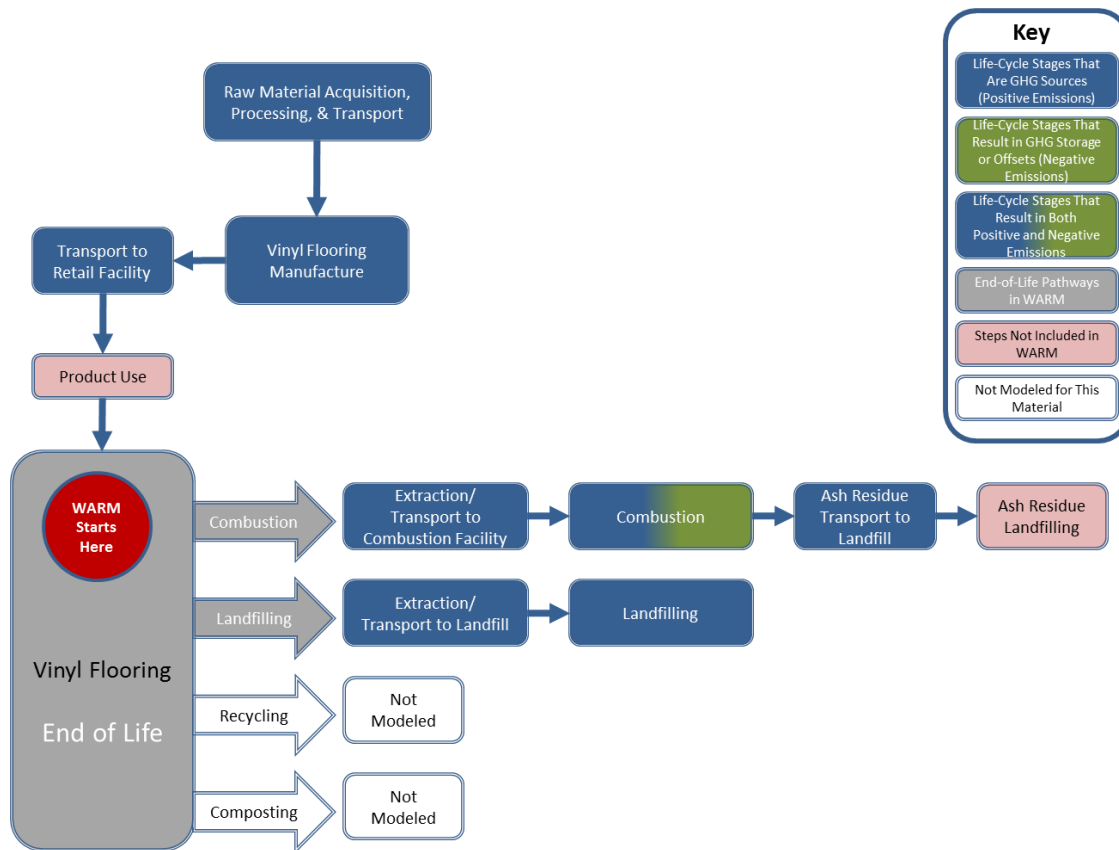 Raw Material Acquisition,
Processing, & Transport
Vinyl Flooring
Manufacture
Transport to
Retail Facility
Product Use
WARM
Starts
Here
Vinyl Flooring
End of Life
Combustion
Extraction/
Transport to
Combustion Facility
Combustion
Ash Residue
Transport to
Landfill
Ash Residue
Landfilling
Landfilling
Extraction/
Transport to Landfill
Landfilling
Recycling
Not
Modeled
Composting
Not
Modeled
Key
Life-Cycle Stages That
Are GHG Sources
(Positive Emissions)
Life-Cycle Stages That
Result in GHG Storage
or Offsets (Negative
Emissions)
Life-Cycle Stages That
Result in Both
Positive and Negative
Emissions
End-of-Life Pathways
in WARM
Steps Not Included in
WARM
Not Modeled for This
Material